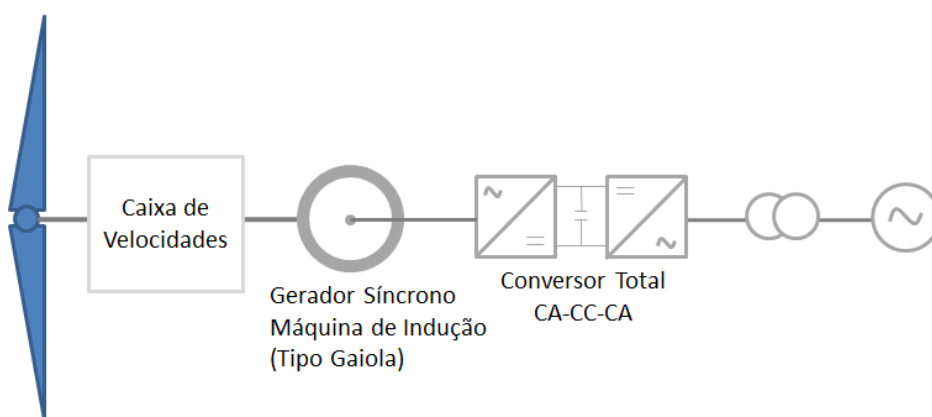 Caixa de
Velocidades
Gerador Síncrono
Máquina de Indução
(Tipo Gaiola)
Conversor Total
CA-CC-CA